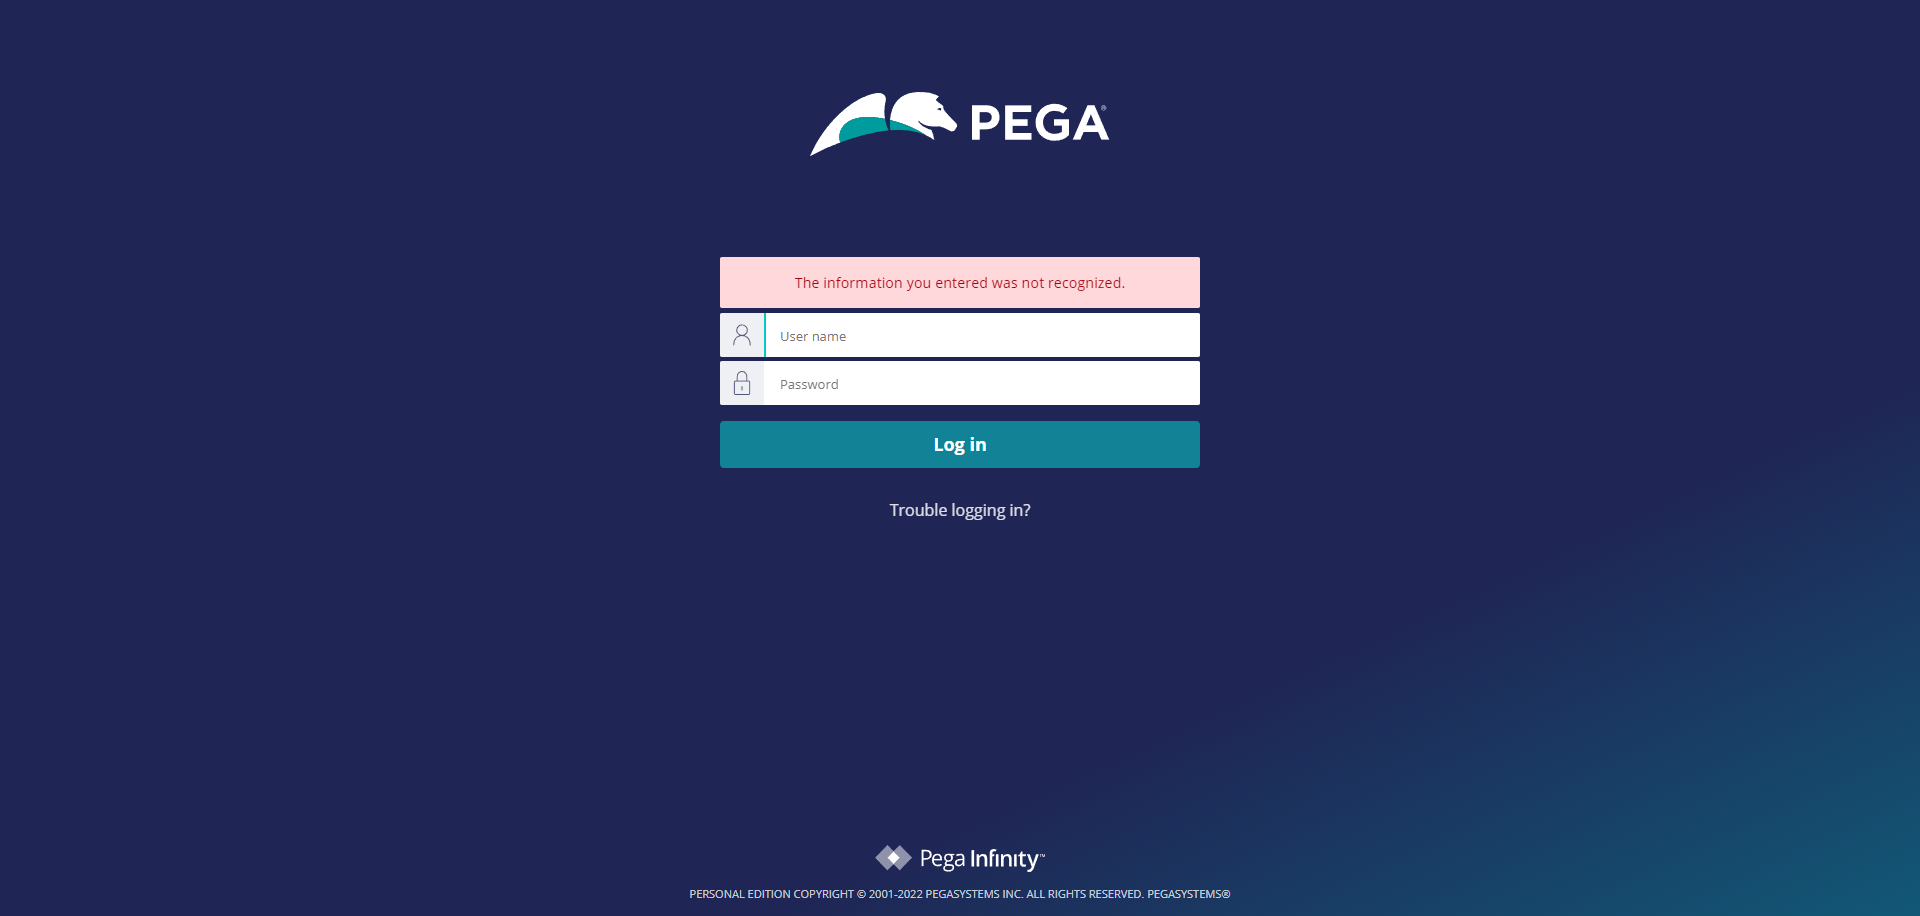 PEGA®
The information you entered was not recognized.
User name
Password
Log in
Trouble logging in?
Pega Infinity™
PERSONAL EDITION COPYRIGHT © 2001-2022 PEGASYSTEMS INC. ALL RIGHTS RESERVED. PEGASYSTEMS®